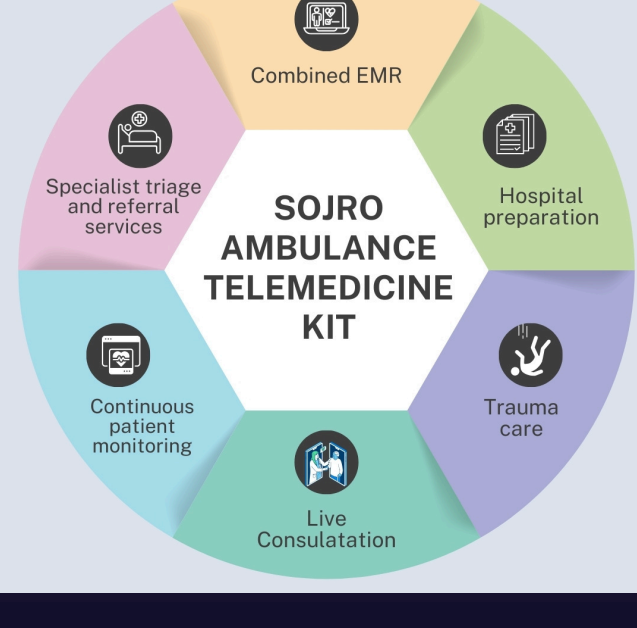 Combined EMR
Specialist triage
and referral
services
Hospital
preparation
SOJRO
AMBULANCE
TELEMEDICINE
KIT
Continuous
patient
monitoring
Trauma
care
Live
Consulatation